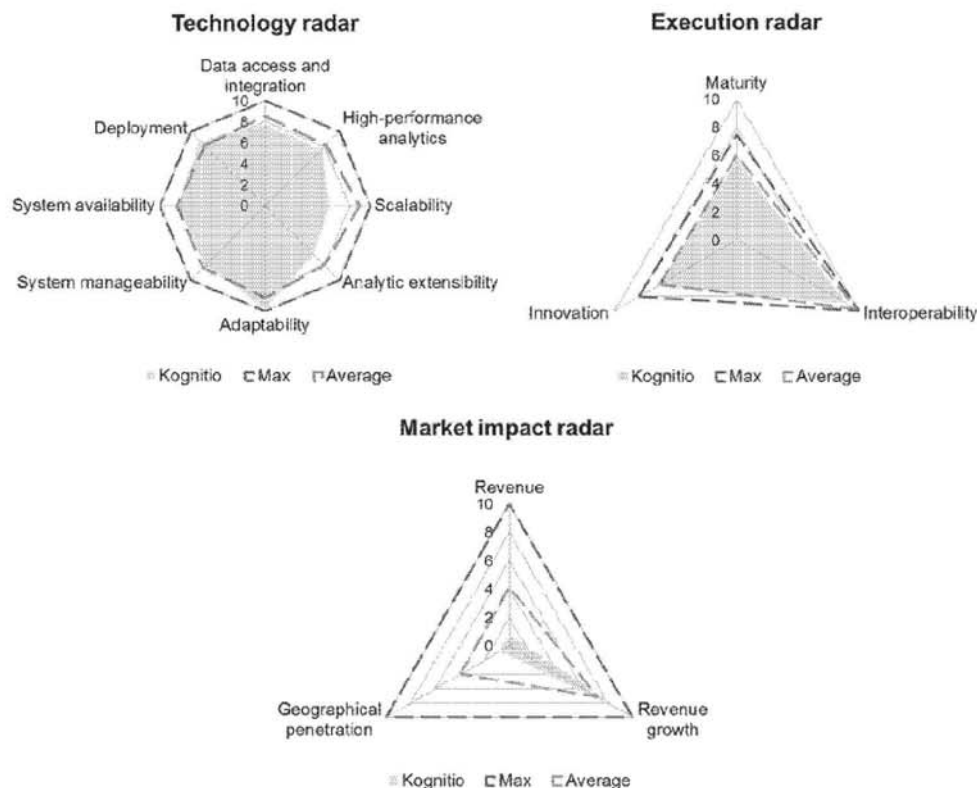 Technology radar
Data access and
integration
High-performance
analytics
Scalability
Analytic extensibility
Adaptability
System manageability
System availability
Deployment
10
8
6
4
2
0
Kognitio Max Average
Execution radar
Maturity
10
8
6
4
2
0
Innovation
Interoperability
Kognitio Max Average
Market impact radar
Revenue
10
8
6
4
2
0
Geographical
penetration
Revenue
growth
Kognitio Max Average